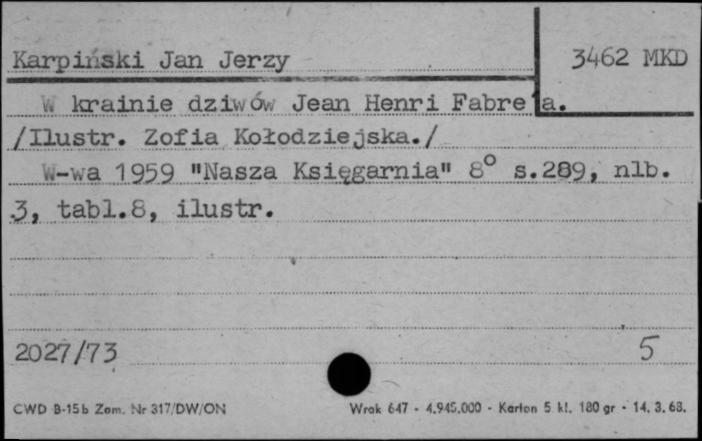 Karpiński Jan Jerzy
3462 MKD
W krainie dziwów Jean Henri Fabre'a.
/Ilustr. Zofia Kołodziejska./
W-wa 1959 "Nasza Księgarnia" 8° s.289, nlb.
3, tabl.8, ilustr.
2027/73
5
CWD B-15b Zam. Nr 317/DW/ON
Wrak 647 - 4.945.000 - Karton 5 kl. 180 gr - 14.3.68.